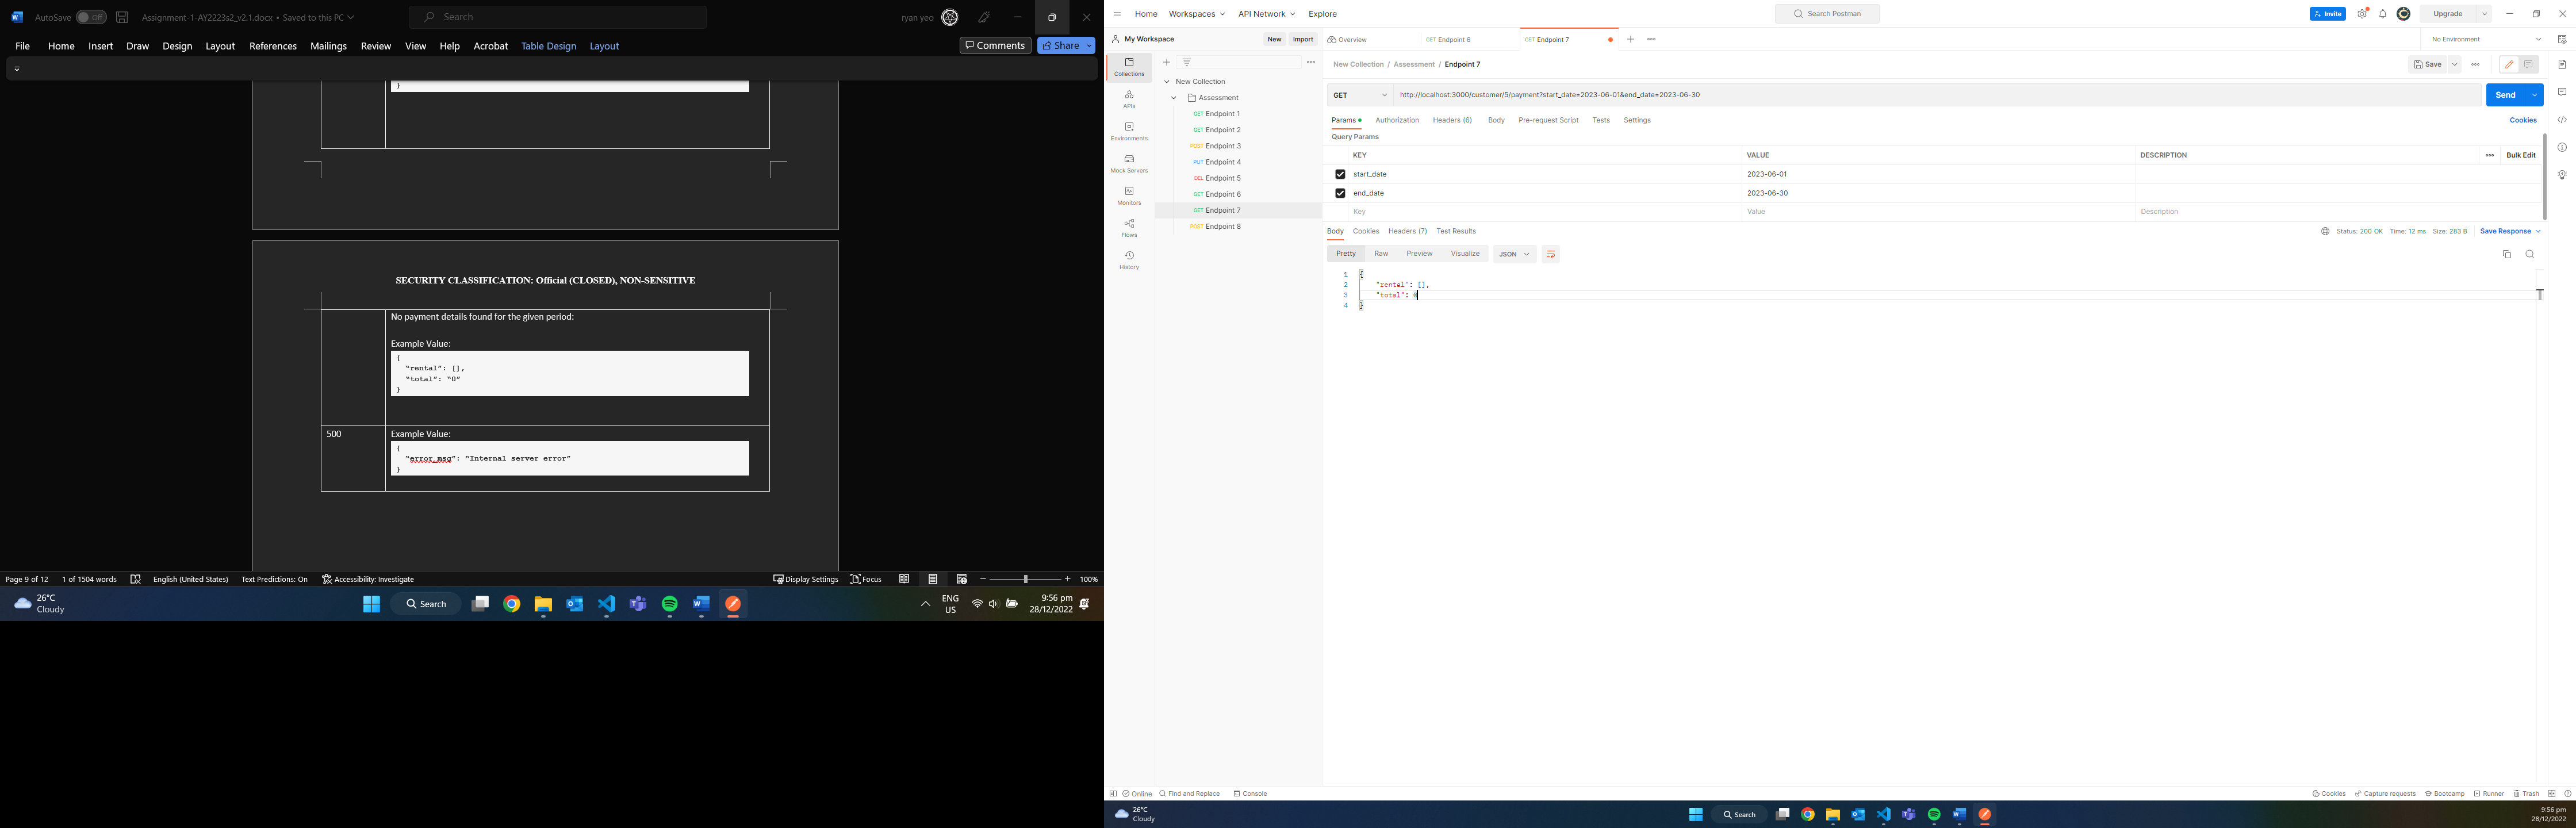 AutoSave Off Assignment-1-AY2223s2_v2.1.docx • Saved to this PC Search ryan yeo
File Home Insert Draw Design Layout References Mailings Review View Help Acrobat Table Design Layout Comments Share
}
SECURITY CLASSIFICATION: Official (CLOSED), NON-SENSITIVE
No payment details found for the given period:
Example Value:
{
"rental": [],
"total": "0"
}
500
Example Value:
{
"error_msg": "Internal server error"
}
Page 9 of 12 1 of 1504 words English (United States) Text Predictions: On Accessibility: Investigate Display Settings Focus 100%
26°C
Cloudy
Search
ENG
US
9:56 pm
28/12/2022
Home Workspaces API Network Explore Search Postman Invite Upgrade
My Workspace New Import
Overview GET Endpoint 6 GET Endpoint 7 No Environment
Collections
APIs
Environments
Mock Servers
Monitors
Flows
History
New Collection
Assessment
GET Endpoint 1
GET Endpoint 2
POST Endpoint 3
PUT Endpoint 4
DEL Endpoint 5
GET Endpoint 6
GET Endpoint 7
POST Endpoint 8
New Collection / Assessment / Endpoint 7 Save
GET http://localhost:3000/customer/5/payment?start_date=2023-06-01&end_date=2023-06-30 Send
Params Authorization Headers (6) Body Pre-request Script Tests Settings Cookies
Query Params
KEY VALUE DESCRIPTION Bulk Edit
start_date 2023-06-01
end_date 2023-06-30
Key Value Description
Body Cookies Headers (7) Test Results Status: 200 OK Time: 12 ms Size: 283 B Save Response
Pretty Raw Preview Visualize JSON
1 {
2 "rental": [],
3 "total": 0
4 }
Online Find and Replace Console Cookies Capture requests Bootcamp Runner Trash
26°C
Cloudy
Search
9:56 pm
28/12/2022